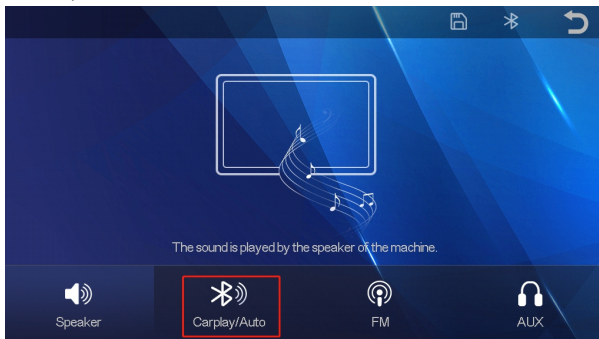 The sound is played by the speaker of the machine.
Speaker
Carplay/Auto
FM
AUX